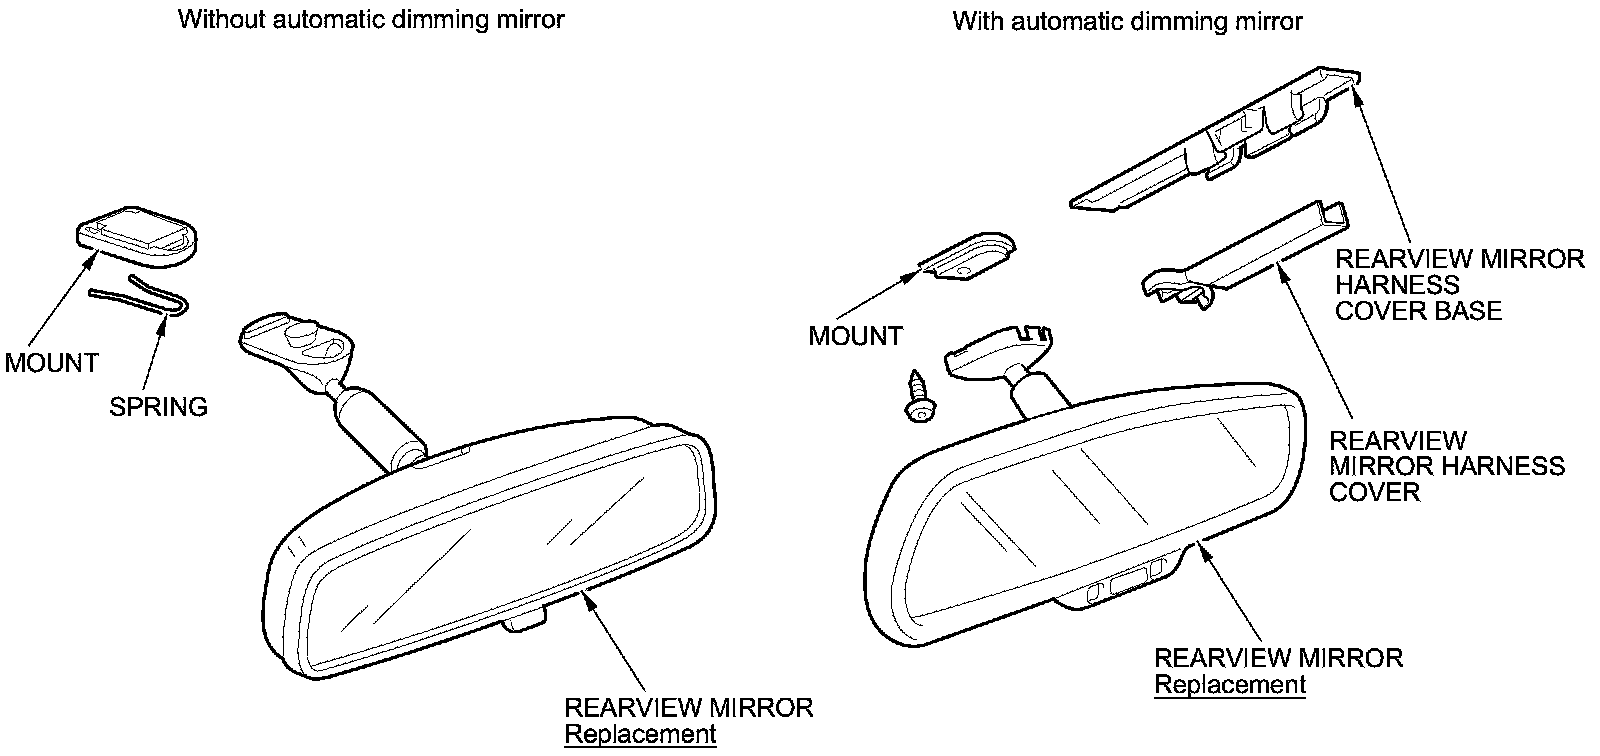 Without automatic dimming mirror
MOUNT
SPRING
REARVIEW MIRROR
Replacement
With automatic dimming mirror
REARVIEW MIRROR
HARNESS
COVER BASE
MOUNT
REARVIEW
MIRROR HARNESS
COVER
REARVIEW MIRROR
Replacement